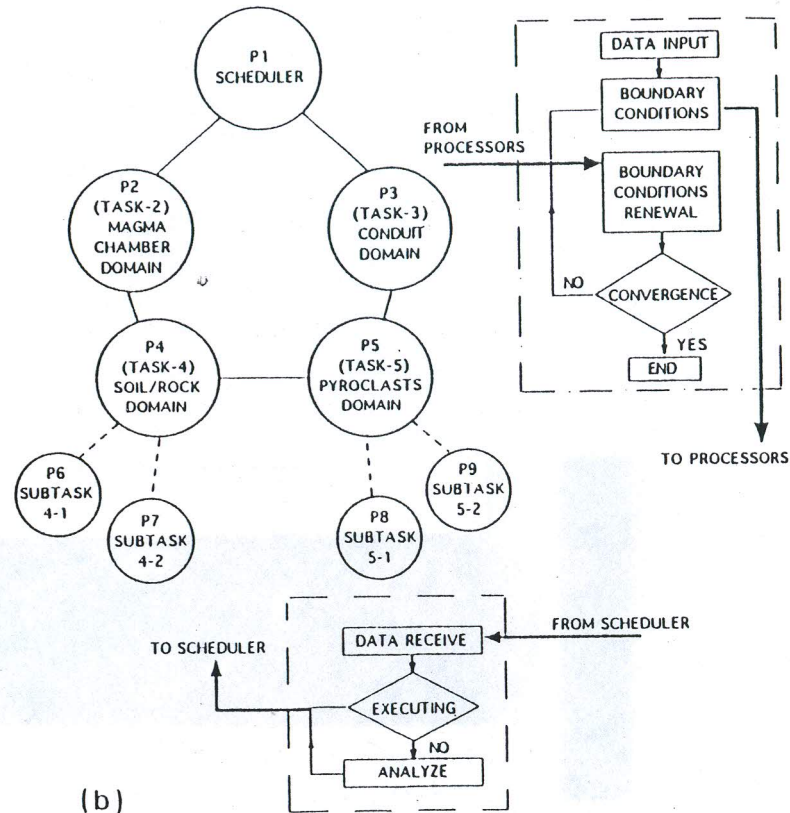 P1
SCHEDULER
P2
(TASK-2)
MAGMA
CHAMBER
DOMAIN
P3
(TASK-3)
CONDUIT
DOMAIN
P4
(TASK-4)
SOIL/ROCK
DOMAIN
P5
(TASK-5)
PYROCLASTS
DOMAIN
P6
SUBTASK
4-1
P7
SUBTASK
4-2
P8
SUBTASK
5-1
P9
SUBTASK
5-2
DATA INPUT
BOUNDARY
CONDITIONS
FROM
PROCESSORS
BOUNDARY
CONDITIONS
RENEWAL
NO
CONVERGENCE
YES
END
TO PROCESSORS
FROM SCHEDULER
TO SCHEDULER
DATA RECEIVE
EXECUTING
NO
ANALYZE
(b)